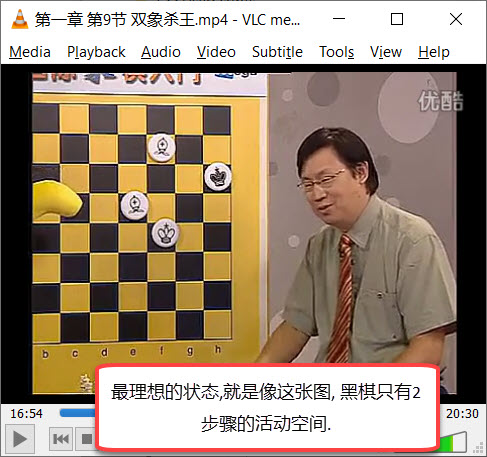 第一章 第9节 双象杀王.mp4 - VLC me...
Media Playback Audio Video Subtitle Tools View Help
优酷
b c d e f g h
最理想的状态,就是像这张图, 黑棋只有2
步骤的活动空间.
16:54 20:30